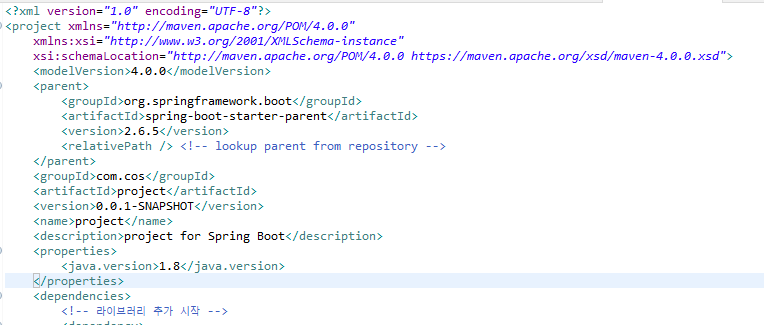 <?xml version="1.0" encoding="UTF-8"?>
<project xmlns="http://maven.apache.org/POM/4.0.0"
xmlns:xsi="http://www.w3.org/2001/XMLSchema-instance"
xsi:schemaLocation="http://maven.apache.org/POM/4.0.0 https://maven.apache.org/xsd/maven-4.0.0.xsd">
<modelVersion>4.0.0</modelVersion>
<parent>
<groupId>org.springframework.boot</groupId>
<artifactId>spring-boot-starter-parent</artifactId>
<version>2.6.5</version>
<relativePath /> <!-- lookup parent from repository -->
</parent>
<groupId>com.cos</groupId>
<artifactId>project</artifactId>
<version>0.0.1-SNAPSHOT</version>
<name>project</name>
<description>project for Spring Boot</description>
<properties>
<java.version>1.8</java.version>
</properties>
<dependencies>
<!-- 라이브러리 추가 시작 -->
<dependency>